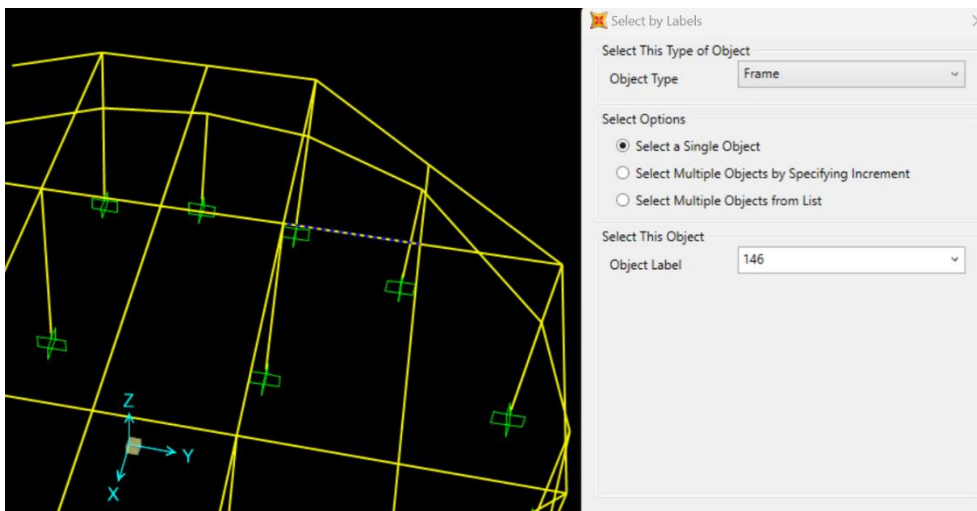 Select by Labels
Select This Type of Object
Object Type
Frame
Select Options
Select a Single Object
Select Multiple Objects by Specifying Increment
Select Multiple Objects from List
Select This Object
Object Label
146
Z
Y
X